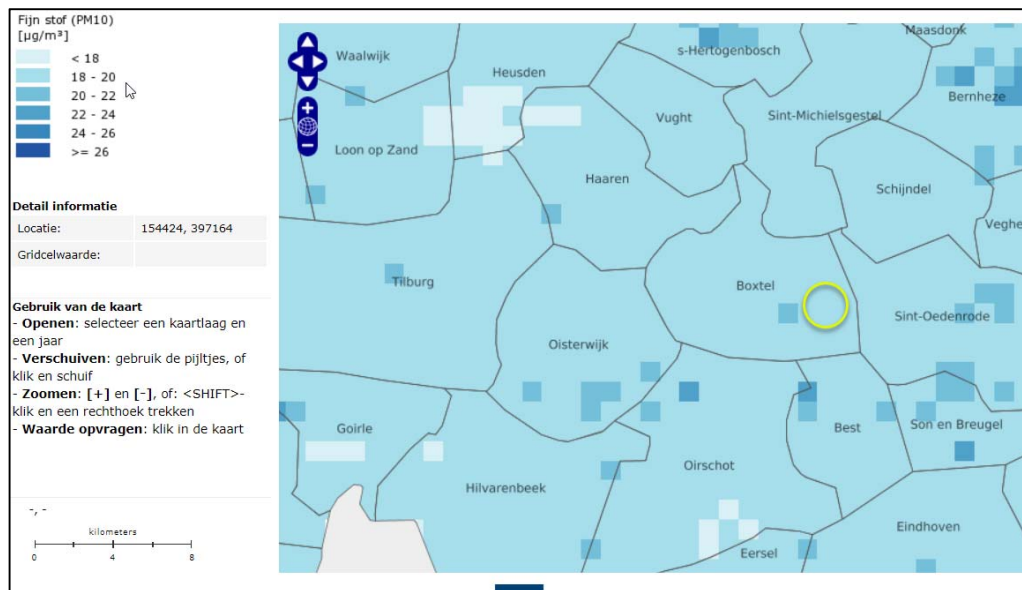 Fijn stof (PM10)
[µg/m³]
< 18
18 - 20
20 - 22
22 - 24
24 - 26
>= 26
Detail informatie
Locatie: 154424, 397164
Gridcelwaarde:
Gebruik van de kaart
- Openen: selecteer een kaartlaag en
een jaar
- Verschuiven: gebruik de pijltjes, of
klik en schuif
- Zoomen: [+] en [-], of: <SHIFT>-
klik en een rechthoek trekken
- Waarde opvragen: klik in de kaart
-, -
kilometers
0 4 8
Maasdonk
s-Hertogenbosch
Waalwijk
Heusden
Bernheze
Vught
Sint-Michielsgestel
Loon op Zand
Haaren
Schijndel
Veghe
Tilburg
Boxtel
Sint-Oedenrode
Oisterwijk
Goirle
Best
Son en Breugel
Oirschot
Hilvarenbeek
Eindhoven
Eersel